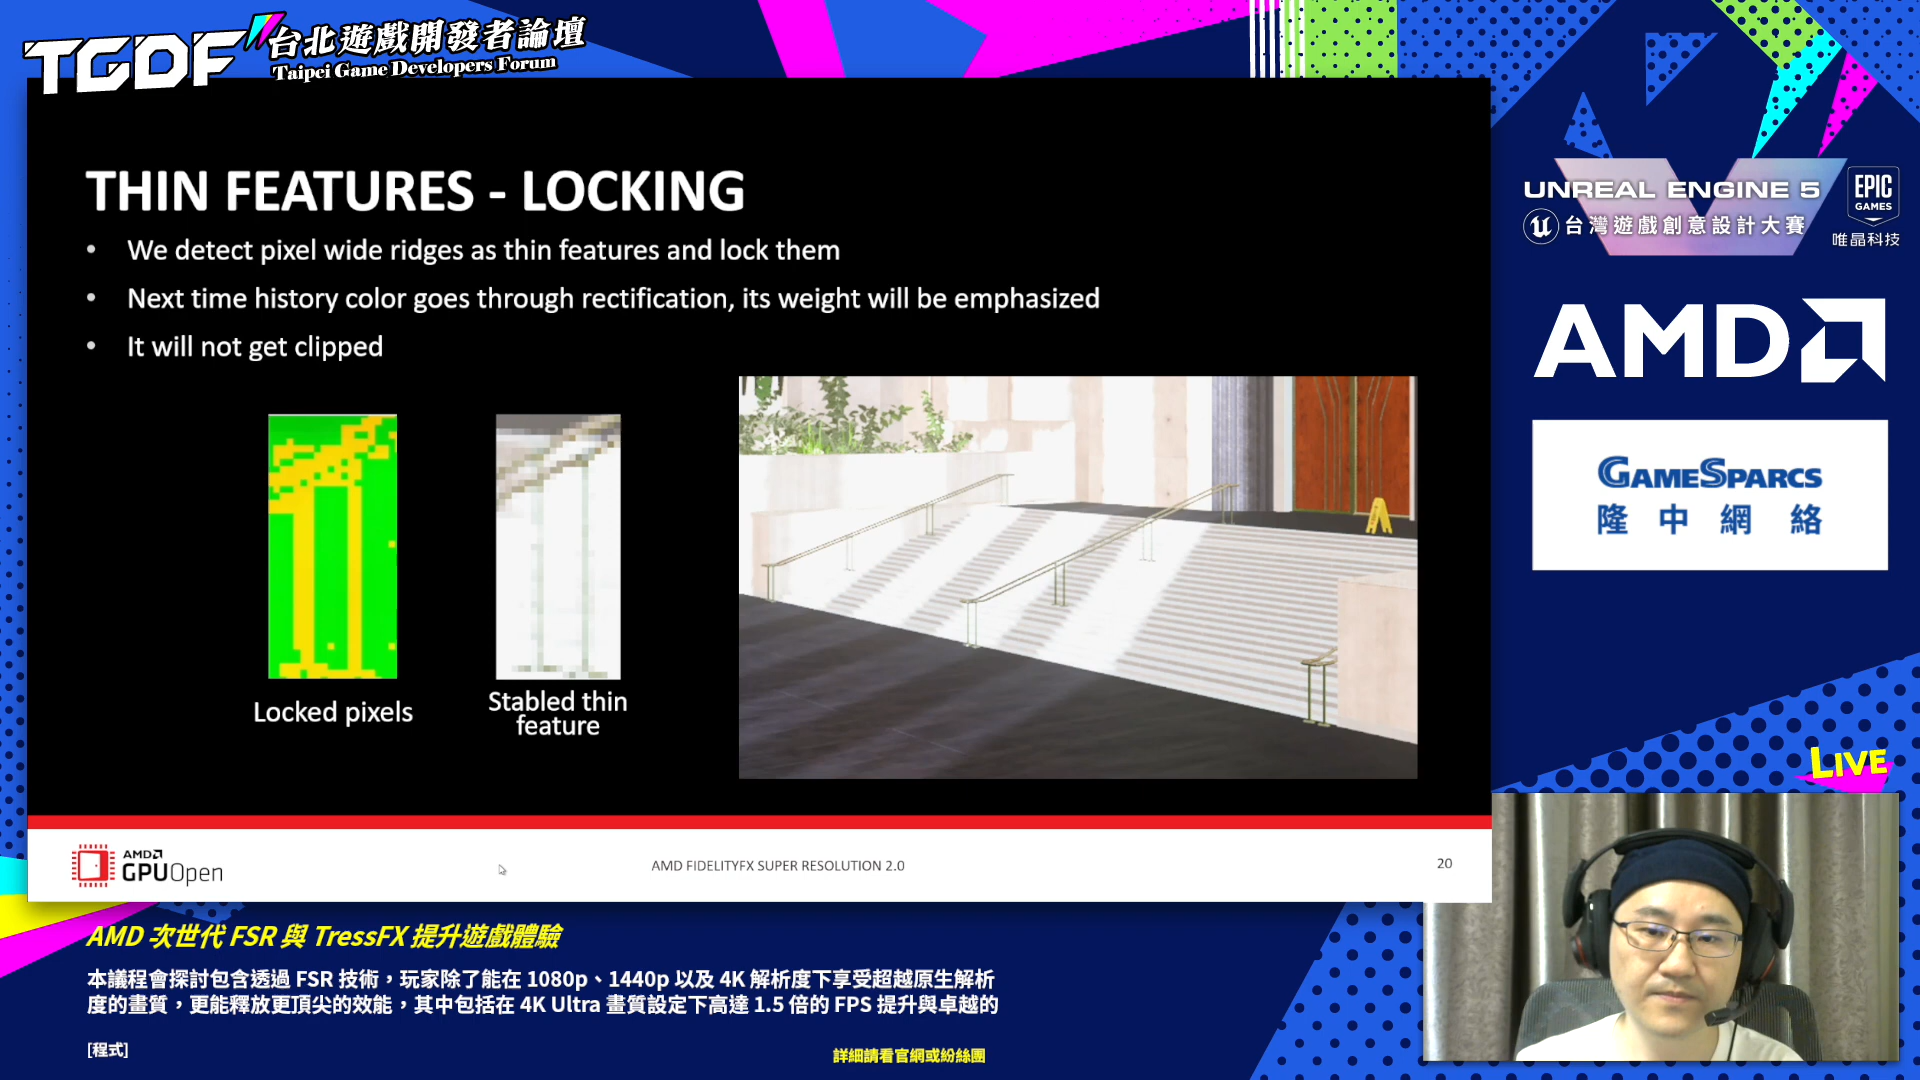 TGDF 台北遊戲開發者論壇
Taipei Game Developers Forum
THIN FEATURES - LOCKING
• We detect pixel wide ridges as thin features and lock them
• Next time history color goes through rectification, its weight will be emphasized
• It will not get clipped
Locked pixels
Stabled thin
feature
AMD
GPUOpen
AMD FIDELITYFX SUPER RESOLUTION 2.0
20
UNREAL ENGINE 5
台灣遊戲創意設計大賽
EPIC
GAMES
唯晶科技
AMD
GAMESPARCS
隆中網絡
LIVE
AMD 次世代 FSR 與 TressFX 提升遊戲體驗
本議程會探討包含透過 FSR 技術，玩家除了能在 1080p、1440p 以及 4K 解析度下享受超越原生解析
度的畫質，更能釋放更頂尖的效能，其中包括在 4K Ultra 畫質設定下高達 1.5 倍的 FPS 提升與卓越的
[程式]
詳細請看官網或紛絲團